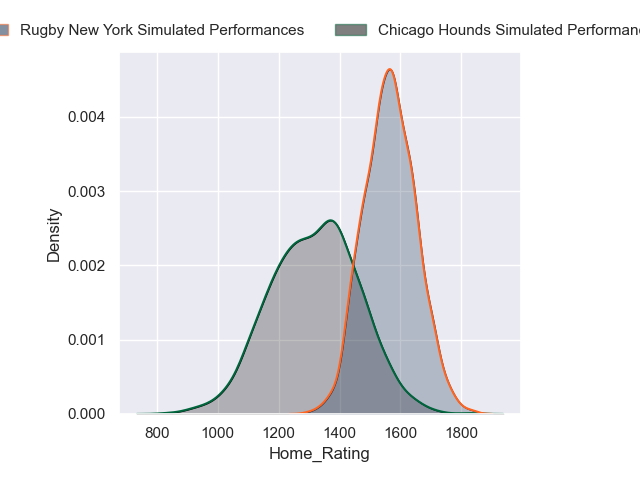 Rugby New York Simulated Performances
Chicago Hounds Simulated
0.004
0.003
0.002
0.001
0.000
Density
800 1000 1200 1400 1600 1800
Home_Rating